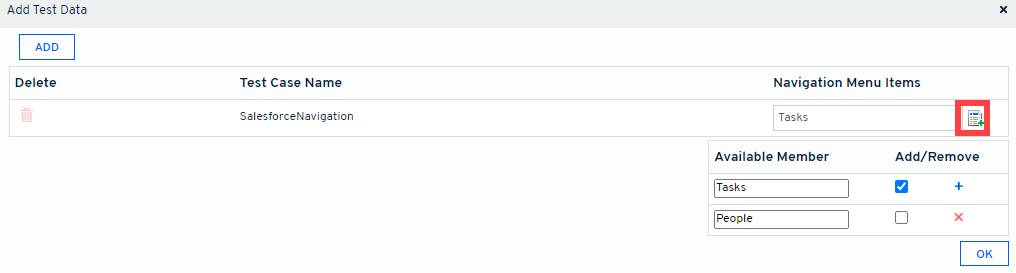 Add Test Data
ADD
Delete Test Case Name Navigation Menu Items
SalesforceNavigation Tasks
Available Member Add/Remove
Tasks
People
OK